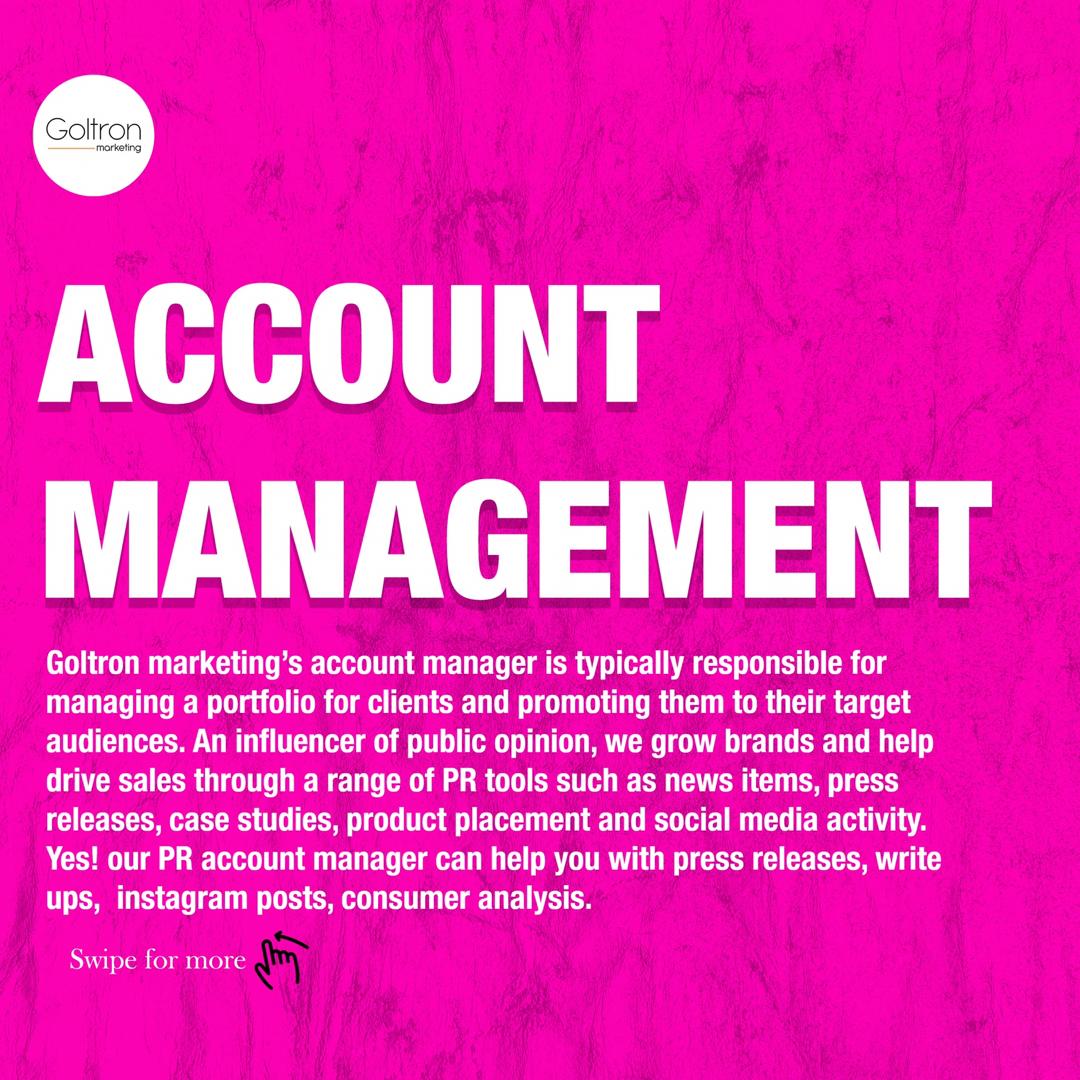 Goltron
marketing
ACCOUNT
MANAGEMENT
Goltron marketing’s account manager is typically responsible for
managing a portfolio for clients and promoting them to their target
audiences. An influencer of public opinion, we grow brands and help
drive sales through a range of PR tools such as news items, press
releases, case studies, product placement and social media activity.
Yes! our PR account manager can help you with press releases, write
ups,  instagram posts, consumer analysis.
Swipe for more